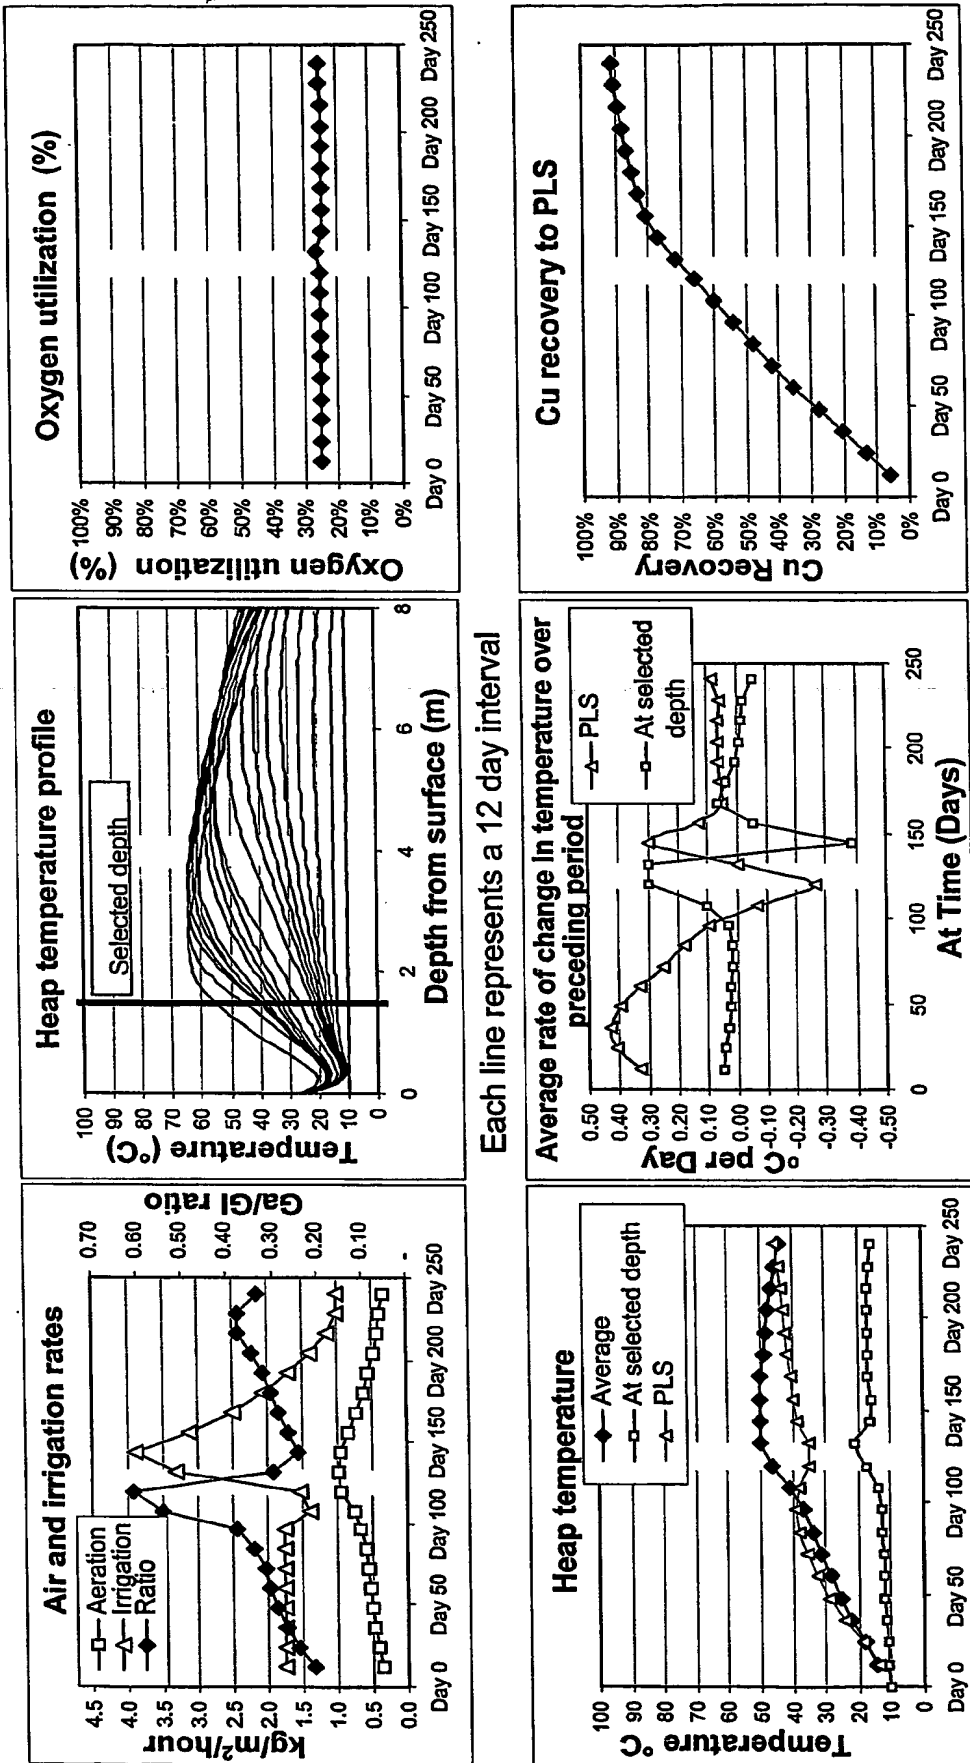 Air and irrigation rates
Aeration
Irrigation
Ratio
kg/m²/hour
4.5
4.0
3.5
3.0
2.5
2.0
1.5
1.0
0.5
0.0
Ga/Gl ratio
0.70
0.60
0.50
0.40
0.30
0.20
0.10
-
Day 0
Day 50
Day 100
Day 150
Day 200
Day 250
Heap temperature profile
Selected depth
Temperature (°C)
100
90
80
70
60
50
40
30
20
10
0
0
2
4
6
8
Depth from surface (m)
Oxygen utilization (%)
Oxygen utilization (%)
100%
90%
80%
70%
60%
50%
40%
30%
20%
10%
0%
Day 0
Day 50
Day 100
Day 150
Day 200
Day 250
Each line represents a 12 day interval
Heap temperature
Average
At selected depth
PLS
Temperature °C
100
90
80
70
60
50
40
30
20
10
0
Day 0
Day 50
Day 100
Day 150
Day 200
Day 250
Average rate of change in temperature over
preceding period
PLS
At selected
depth
°C per Day
0.50
0.40
0.30
0.20
0.10
0.00
-0.10
-0.20
-0.30
-0.40
-0.50
0
50
100
150
200
250
At Time (Days)
Cu recovery to PLS
Cu Recovery
100%
90%
80%
70%
60%
50%
40%
30%
20%
10%
0%
Day 0
Day 50
Day 100
Day 150
Day 200
Day 250